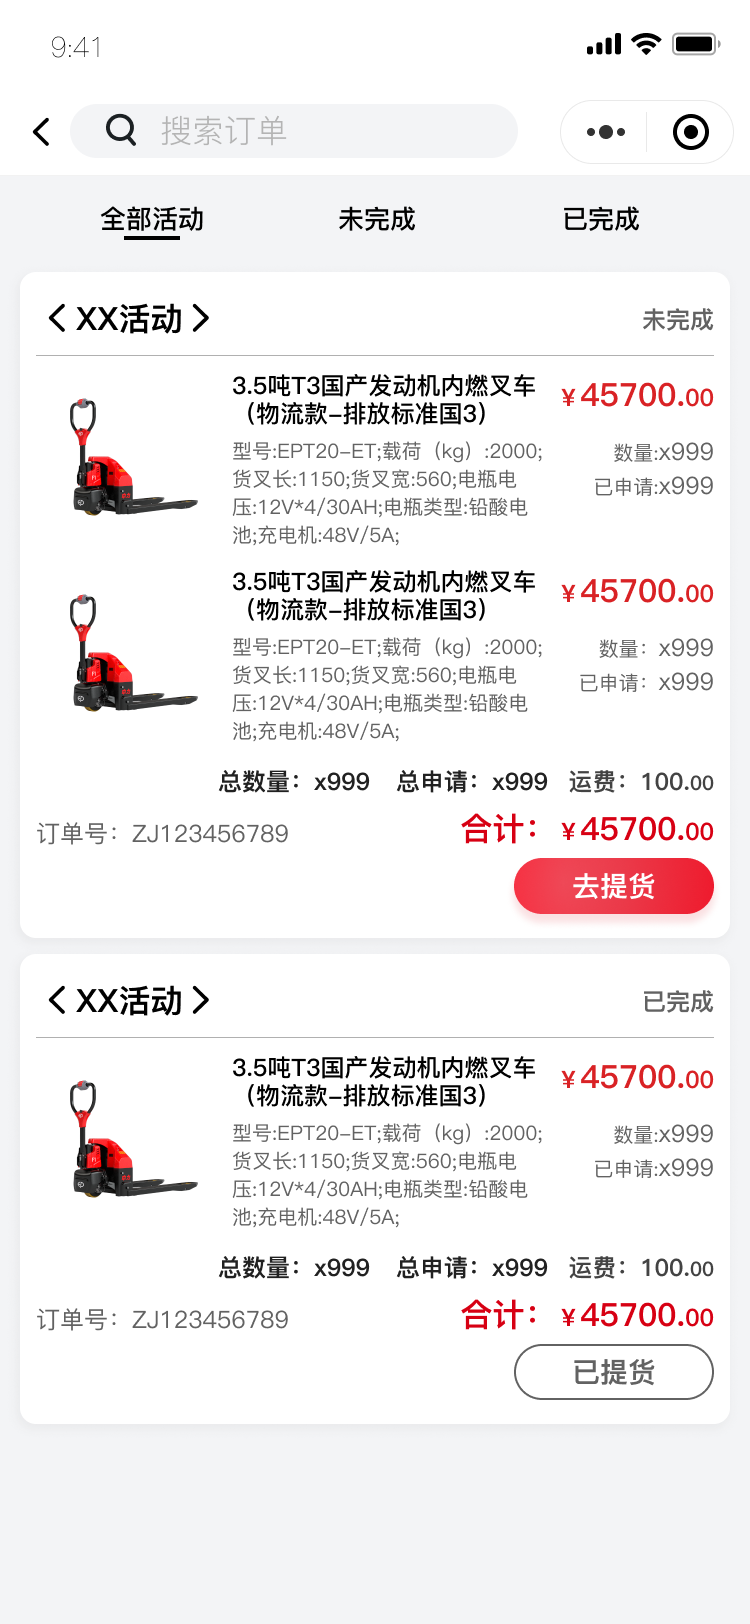 9:41
搜索订单
全部活动 未完成 已完成
XX活动 未完成
3.5吨T3国产发动机内燃叉车
（物流款-排放标准国3）
¥45700.00
型号:EPT20-ET;载荷（kg）:2000;
货叉长:1150;货叉宽:560;电瓶电
压:12V*4/30AH;电瓶类型:铅酸电
池;充电机:48V/5A;
数量:x999
已申请:x999
3.5吨T3国产发动机内燃叉车
（物流款-排放标准国3）
¥45700.00
型号:EPT20-ET;载荷（kg）:2000;
货叉长:1150;货叉宽:560;电瓶电
压:12V*4/30AH;电瓶类型:铅酸电
池;充电机:48V/5A;
数量：x999
已申请：x999
总数量：x999 总申请：x999 运费：100.00
订单号：ZJ123456789 合计：¥45700.00
去提货
XX活动 已完成
3.5吨T3国产发动机内燃叉车
（物流款-排放标准国3）
¥45700.00
型号:EPT20-ET;载荷（kg）:2000;
货叉长:1150;货叉宽:560;电瓶电
压:12V*4/30AH;电瓶类型:铅酸电
池;充电机:48V/5A;
数量:x999
已申请:x999
总数量：x999 总申请：x999 运费：100.00
订单号：ZJ123456789 合计：¥45700.00
已提货